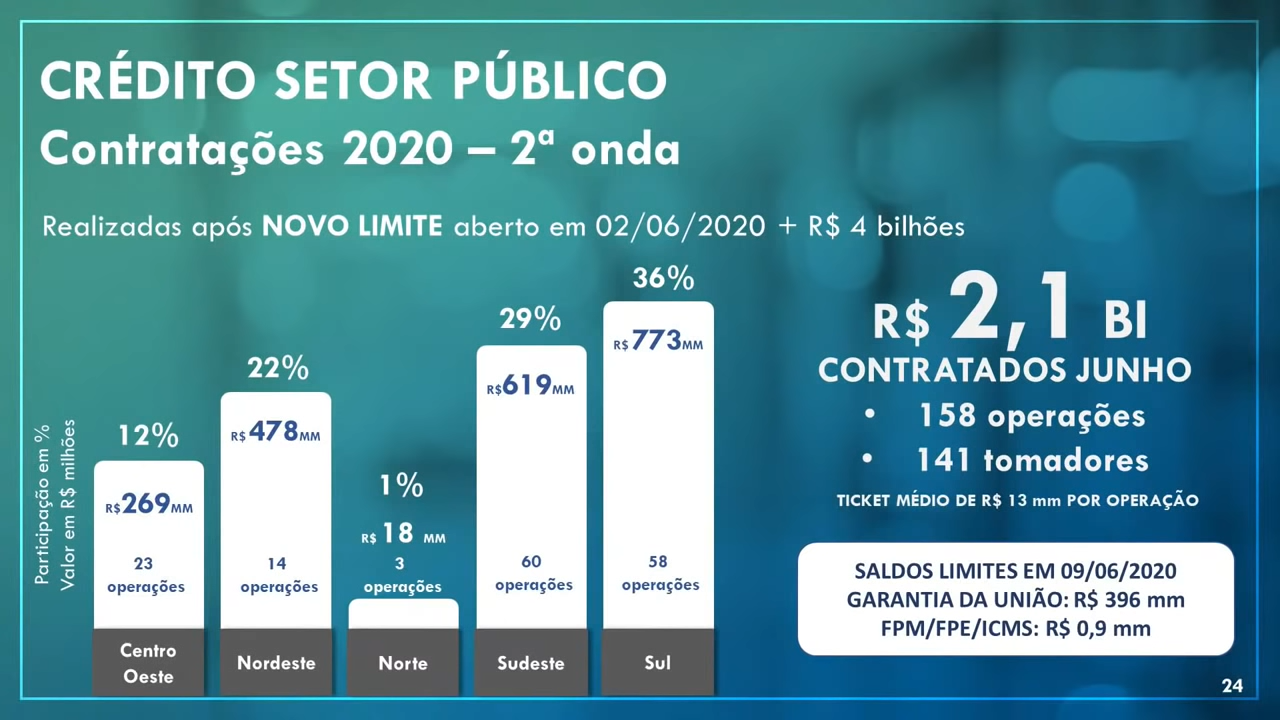 CRÉDITO SETOR PÚBLICO
Contratações 2020 – 2ª onda
Realizadas após NOVO LIMITE aberto em 02/06/2020 + R$ 4 bilhões
Participação em %
Valor em R$ milhões
12%
R$269MM
23
operações
Centro
Oeste
22%
R$478MM
14
operações
Nordeste
1%
R$18 MM
3
operações
Norte
29%
R$619MM
60
operações
Sudeste
36%
R$773MM
58
operações
Sul
R$ 2,1 BI
CONTRATADOS JUNHO
• 158 operações
• 141 tomadores
TICKET MÉDIO DE R$ 13 mm POR OPERAÇÃO
SALDOS LIMITES EM 09/06/2020
GARANTIA DA UNIÃO: R$ 396 mm
FPM/FPE/ICMS: R$ 0,9 mm
24